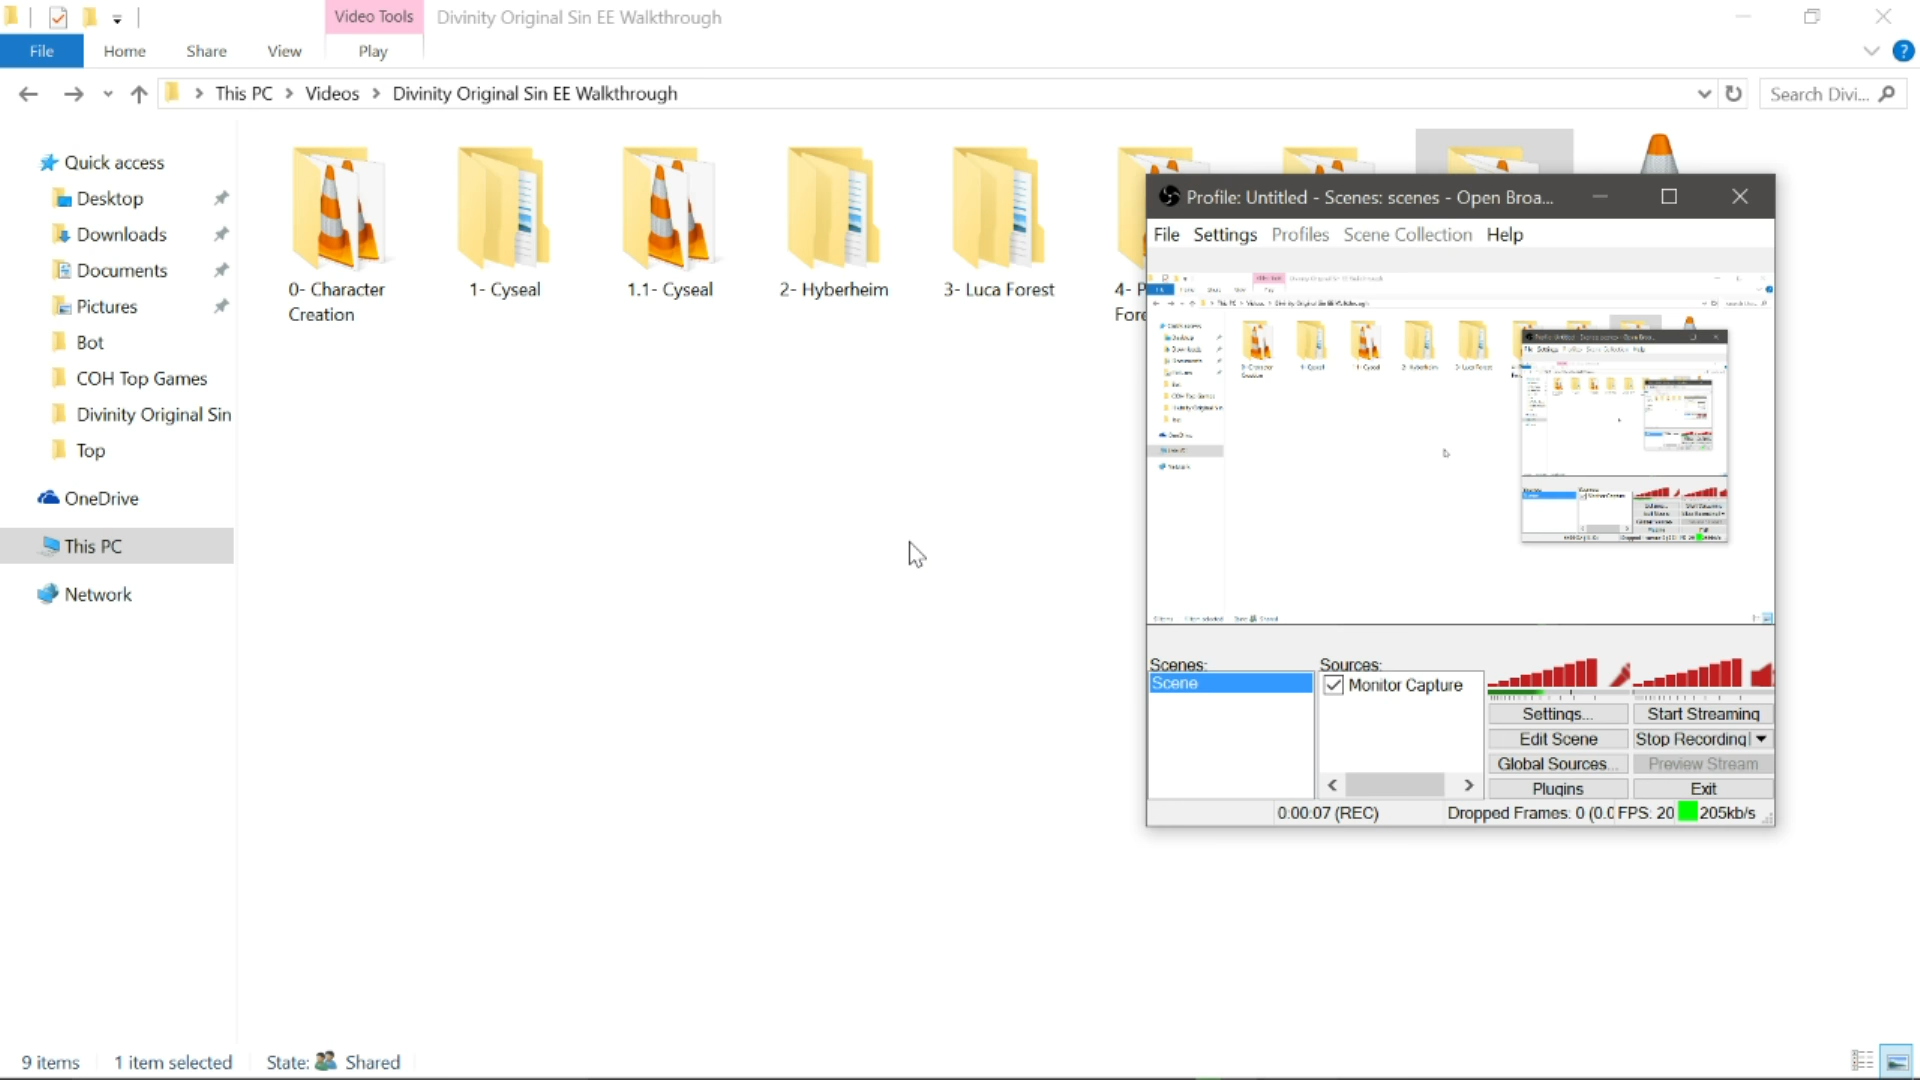 Video Tools
Divinity Original Sin EE Walkthrough
File
Home
Share
View
Play
This PC
Videos
Divinity Original Sin EE Walkthrough
Search Divi...
Quick access
Desktop
Downloads
Documents
Pictures
Bot
COH Top Games
Divinity Original Sin
Top
OneDrive
This PC
Network
0- Character
Creation
1- Cyseal
1.1- Cyseal
2- Hyberheim
3- Luca Forest
Profile: Untitled - Scenes: scenes - Open Broa...
File Settings Profiles Scene Collection Help
Scenes:
Scene
Sources:
Monitor Capture
Settings...
Start Streaming
Edit Scene
Stop Recording
Global Sources...
Preview Stream
Plugins
Exit
0:00:07 (REC)
Dropped Frames: 0 (0.0
FPS: 20
205kb/s
9 items
1 item selected
State: Shared